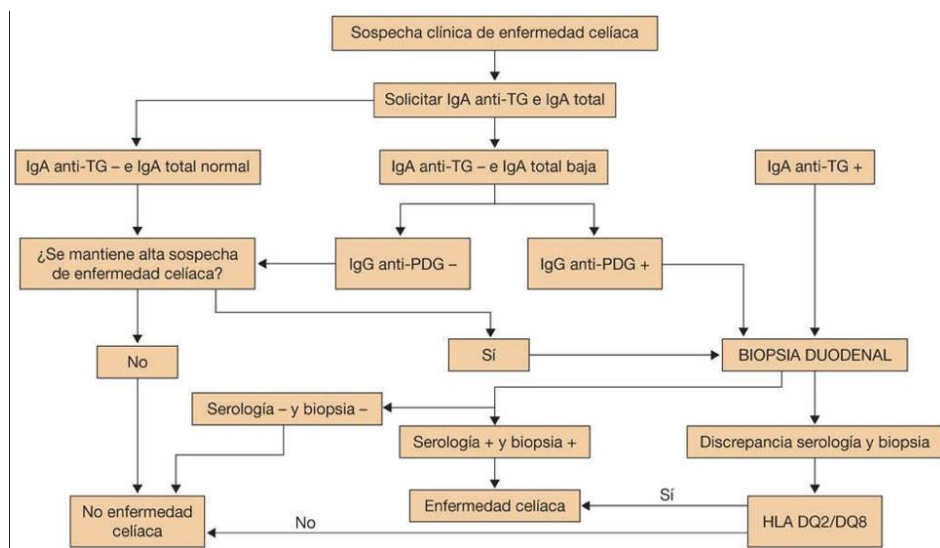 Sospecha clínica de enfermedad celíaca
Solicitar IgA anti-TG e IgA total
IgA anti-TG – e IgA total normal
IgA anti-TG – e IgA total baja
IgA anti-TG +
¿Se mantiene alta sospecha
de enfermedad celíaca?
IgG anti-PDG –
IgG anti-PDG +
No
Sí
BIOPSIA DUODENAL
Serología – y biopsia –
Serología + y biopsia +
Discrepancia serología y biopsia
No enfermedad
celíaca
Enfermedad celíaca
Sí
No
HLA DQ2/DQ8